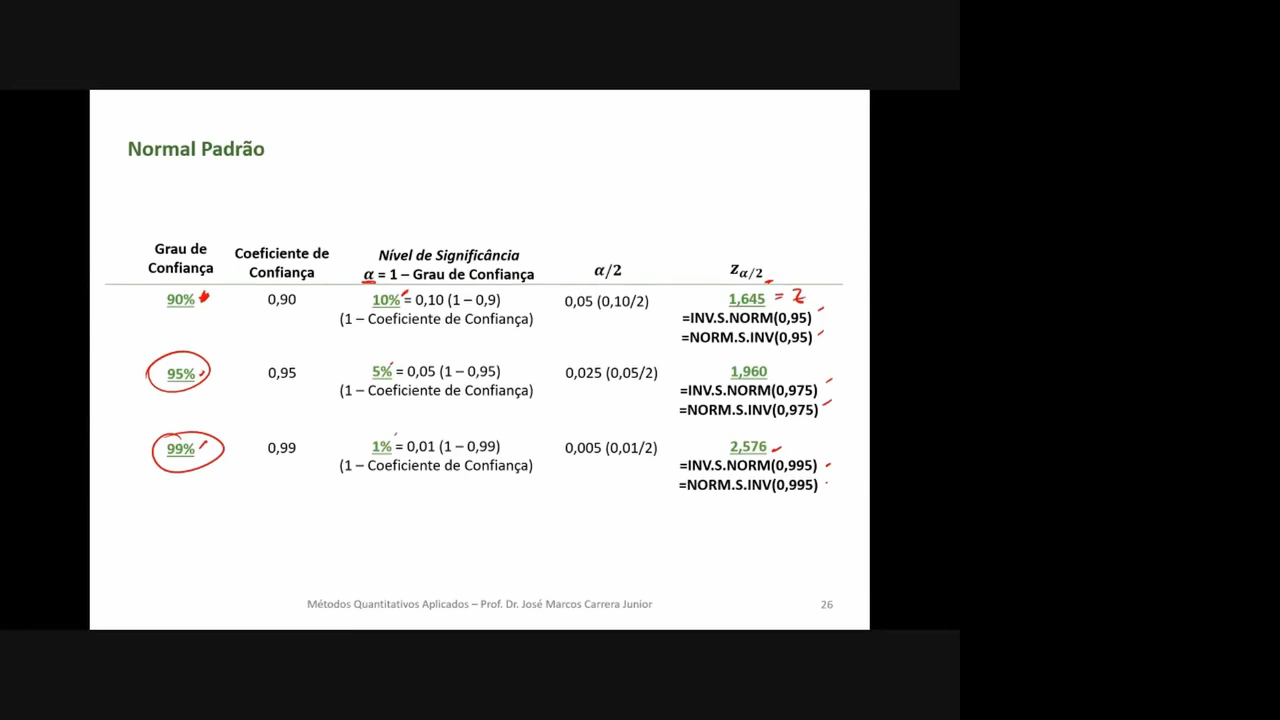 Normal Padrão
Grau de Confiança
Coeficiente de Confiança
Nível de Significância
α = 1 – Grau de Confiança
α/2
zα/2
90%
0,90
10% = 0,10 (1 – 0,9)
(1 – Coeficiente de Confiança)
0,05 (0,10/2)
1,645 = Z
=INV.S.NORM(0,95)
=NORM.S.INV(0,95)
95%
0,95
5% = 0,05 (1 – 0,95)
(1 – Coeficiente de Confiança)
0,025 (0,05/2)
1,960
=INV.S.NORM(0,975)
=NORM.S.INV(0,975)
99%
0,99
1% = 0,01 (1 – 0,99)
(1 – Coeficiente de Confiança)
0,005 (0,01/2)
2,576
=INV.S.NORM(0,995)
=NORM.S.INV(0,995)
Métodos Quantitativos Aplicados – Prof. Dr. José Marcos Carrera Junior
26